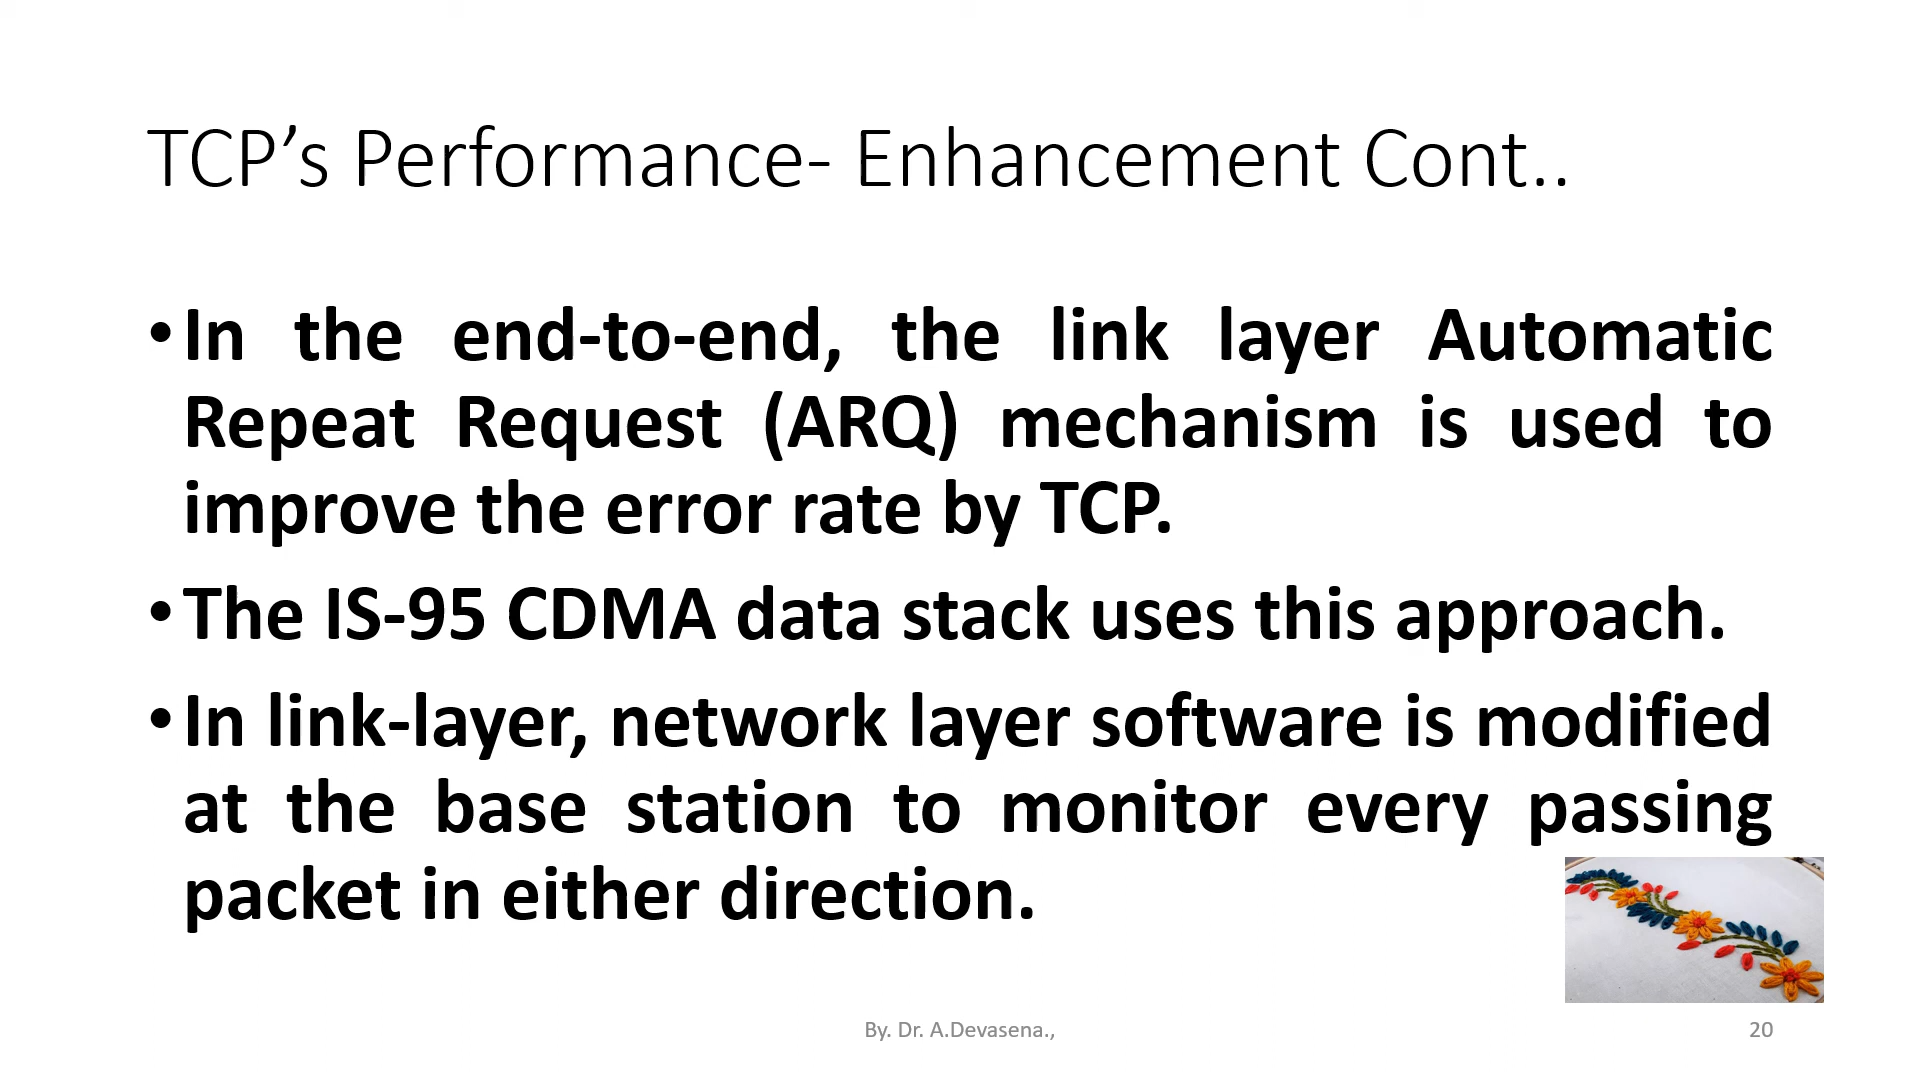 TCP’s Performance- Enhancement Cont..
•In the end-to-end, the link layer Automatic
Repeat Request (ARQ) mechanism is used to
improve the error rate by TCP.
•The IS-95 CDMA data stack uses this approach.
•In link-layer, network layer software is modified
at the base station to monitor every passing
packet in either direction.
By. Dr. A.Devasena.,
20